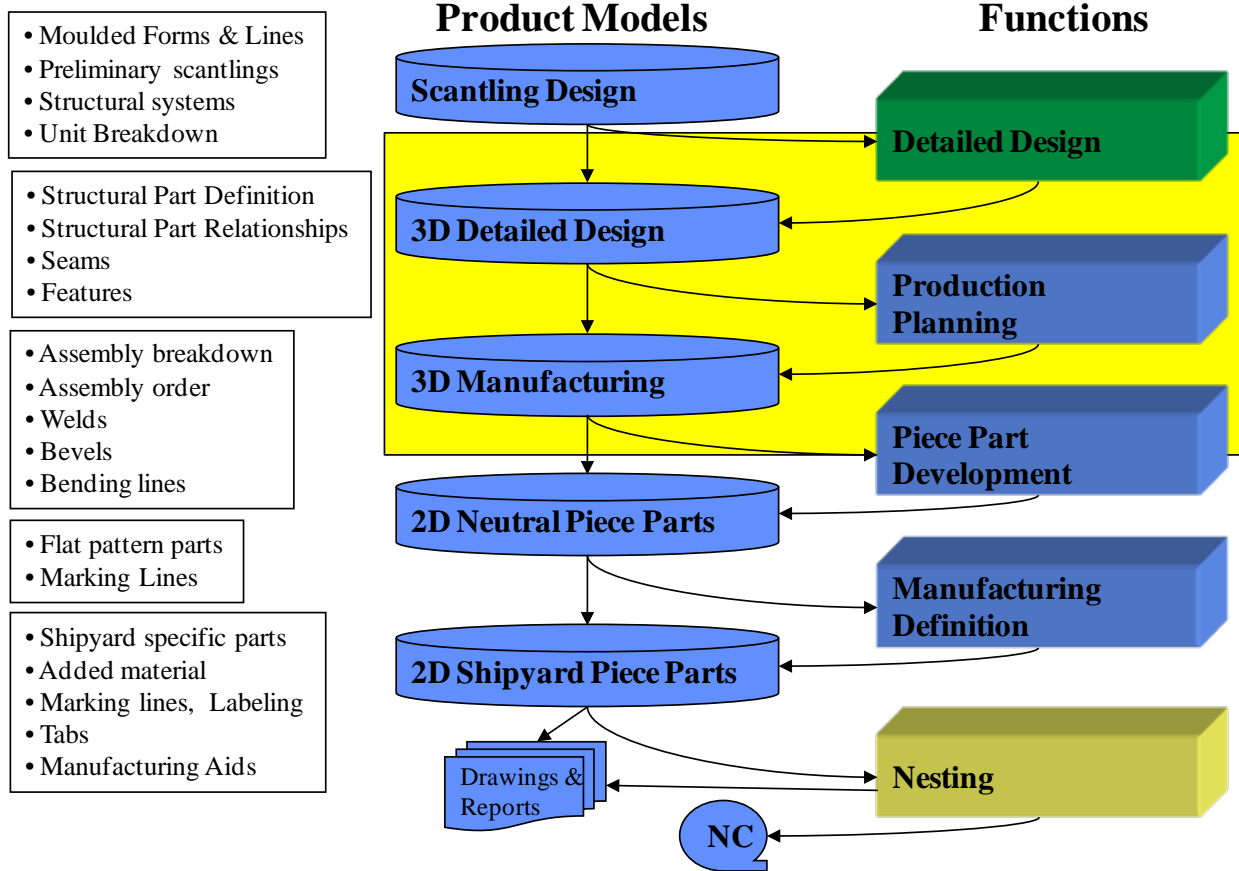 Product Models
Functions
• Moulded Forms & Lines
• Preliminary scantlings
• Structural systems
• Unit Breakdown
• Structural Part Definition
• Structural Part Relationships
• Seams
• Features
• Assembly breakdown
• Assembly order
• Welds
• Bevels
• Bending lines
• Flat pattern parts
• Marking Lines
• Shipyard specific parts
• Added material
• Marking lines, Labeling
• Tabs
• Manufacturing Aids
Scantling Design
3D Detailed Design
3D Manufacturing
2D Neutral Piece Parts
2D Shipyard Piece Parts
Drawings &
Reports
NC
Detailed Design
Production
Planning
Piece Part
Development
Manufacturing
Definition
Nesting